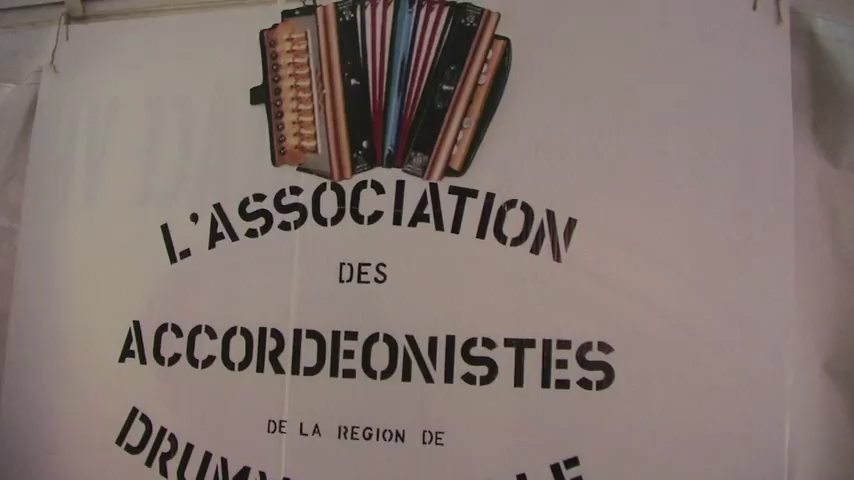 L'ASSOCIATION
DES
ACCORDEONISTES
DE LA REGION DE